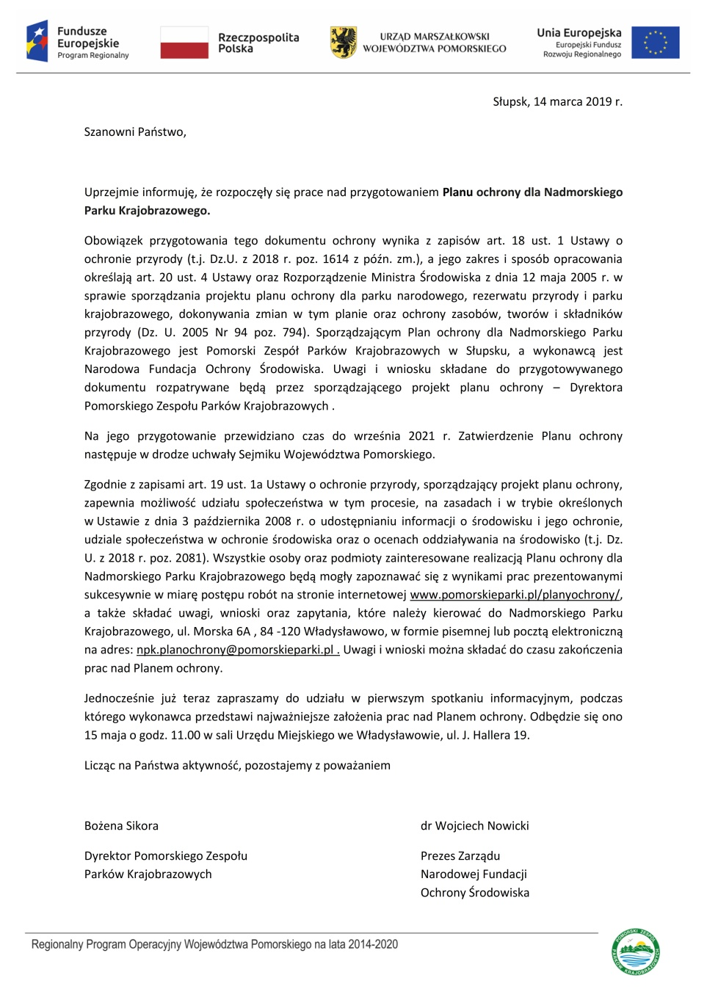 Fundusze
Europejskie
Program Regionalny
Rzeczpospolita
Polska
URZĄD MARSZAŁKOWSKI
WOJEWÓDZTWA POMORSKIEGO
Unia Europejska
Europejski Fundusz
Rozwoju Regionalnego
Słupsk, 14 marca 2019 r.
Szanowni Państwo,
Uprzejmie informuję, że rozpoczęły się prace nad przygotowaniem Planu ochrony dla Nadmorskiego
Parku Krajobrazowego.
Obowiązek przygotowania tego dokumentu ochrony wynika z zapisów art. 18 ust. 1 Ustawy o
ochronie przyrody (t.j. Dz.U. z 2018 r. poz. 1614 z późn. zm.), a jego zakres i sposób opracowania
określają art. 20 ust. 4 Ustawy oraz Rozporządzenie Ministra Środowiska z dnia 12 maja 2005 r. w
sprawie sporządzania projektu planu ochrony dla parku narodowego, rezerwatu przyrody i parku
krajobrazowego, dokonywania zmian w tym planie oraz ochrony zasobów, tworów i składników
przyrody (Dz. U. 2005 Nr 94 poz. 794). Sporządzającym Plan ochrony dla Nadmorskiego Parku
Krajobrazowego jest Pomorski Zespół Parków Krajobrazowych w Słupsku, a wykonawcą jest
Narodowa Fundacja Ochrony Środowiska. Uwagi i wniosku składane do przygotowywanego
dokumentu rozpatrywane będą przez sporządzającego projekt planu ochrony – Dyrektora
Pomorskiego Zespołu Parków Krajobrazowych .
Na jego przygotowanie przewidziano czas do września 2021 r. Zatwierdzenie Planu ochrony
następuje w drodze uchwały Sejmiku Województwa Pomorskiego.
Zgodnie z zapisami art. 19 ust. 1a Ustawy o ochronie przyrody, sporządzający projekt planu ochrony,
zapewnia możliwość udziału społeczeństwa w tym procesie, na zasadach i w trybie określonych
w Ustawie z dnia 3 października 2008 r. o udostępnianiu informacji o środowisku i jego ochronie,
udziale społeczeństwa w ochronie środowiska oraz o ocenach oddziaływania na środowisko (t.j. Dz.
U. z 2018 r. poz. 2081). Wszystkie osoby oraz podmioty zainteresowane realizacją Planu ochrony dla
Nadmorskiego Parku Krajobrazowego będą mogły zapoznawać się z wynikami prac prezentowanymi
sukcesywnie w miarę postępu robót na stronie internetowej www.pomorskieparki.pl/planyochrony/,
a także składać uwagi, wnioski oraz zapytania, które należy kierować do Nadmorskiego Parku
Krajobrazowego, ul. Morska 6A , 84 -120 Władysławowo, w formie pisemnej lub pocztą elektroniczną
na adres: npk.planochrony@pomorskieparki.pl . Uwagi i wnioski można składać do czasu zakończenia
prac nad Planem ochrony.
Jednocześnie już teraz zapraszamy do udziału w pierwszym spotkaniu informacyjnym, podczas
którego wykonawca przedstawi najważniejsze założenia prac nad Planem ochrony. Odbędzie się ono
15 maja o godz. 11.00 w sali Urzędu Miejskiego we Władysławowie, ul. J. Hallera 19.
Licząc na Państwa aktywność, pozostajemy z poważaniem
Bożena Sikora
Dyrektor Pomorskiego Zespołu
Parków Krajobrazowych
dr Wojciech Nowicki
Prezes Zarządu
Narodowej Fundacji
Ochrony Środowiska
Regionalny Program Operacyjny Województwa Pomorskiego na lata 2014-2020
POMORSKI ZESPÓŁ
PARKÓW KRAJOBRAZOWYCH